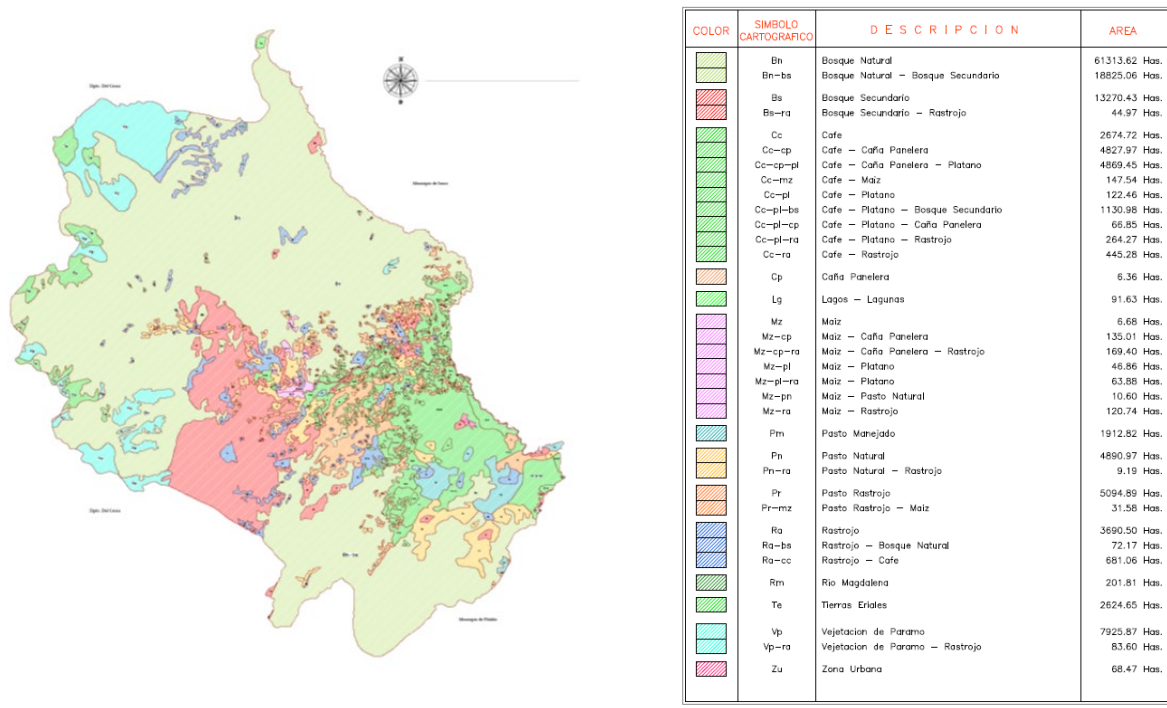 Dpto. Del Cauca
Dpto. Del Cauca
Bn-bs
COLOR
SIMBOLO
CARTOGRAFICO
D E S C R I P C I O N
AREA
Bn Bosque Natural 61313.62 Has.
Bn-bs Bosque Natural – Bosque Secundario 18825.06 Has.
Bs Bosque Secundario 13270.43 Has.
Bs-ra Bosque Secundario – Rastrojo 44.97 Has.
Cc Cafe 2674.72 Has.
Cc-cp Cafe – Caña Panelera 4827.97 Has.
Cc-cp-pl Cafe – Caña Panelera – Platano 4869.45 Has.
Cc-mz Cafe – Maiz 147.54 Has.
Cc-pl Cafe – Platano 122.46 Has.
Cc-pl-bs Cafe – Platano – Bosque Secundario 1130.98 Has.
Cc-pl-cp Cafe – Platano – Caña Panelera 66.85 Has.
Cc-pl-ra Cafe – Platano – Rastrojo 264.27 Has.
Cc-ra Cafe – Rastrojo 445.28 Has.
Cp Caña Panelera 6.36 Has.
Lg Lagos – Lagunas 91.63 Has.
Mz Maiz 6.68 Has.
Mz-cp Maiz – Caña Panelera 135.01 Has.
Mz-cp-ra Maiz – Caña Panelera – Rastrojo 169.40 Has.
Mz-pl Maiz – Platano 46.86 Has.
Mz-pl-ra Maiz – Platano 63.88 Has.
Mz-pn Maiz – Pasto Natural 10.60 Has.
Mz-ra Maiz – Rastrojo 120.74 Has.
Pm Pasto Manejado 1912.82 Has.
Pn Pasto Natural 4890.97 Has.
Pn-ra Pasto Natural – Rastrojo 9.19 Has.
Pr Pasto Rastrojo 5094.89 Has.
Pr-mz Pasto Rastrojo – Maiz 31.58 Has.
Ra Rastrojo 3690.50 Has.
Ra-bs Rastrojo – Bosque Natural 72.17 Has.
Ra-cc Rastrojo – Cafe 681.06 Has.
Rm Rio Magdalena 201.81 Has.
Te Tierras Eriales 2624.65 Has.
Vp Vejetacion de Paramo 7925.87 Has.
Vp-ra Vejetacion de Paramo – Rastrojo 83.60 Has.
Zu Zona Urbana 68.47 Has.